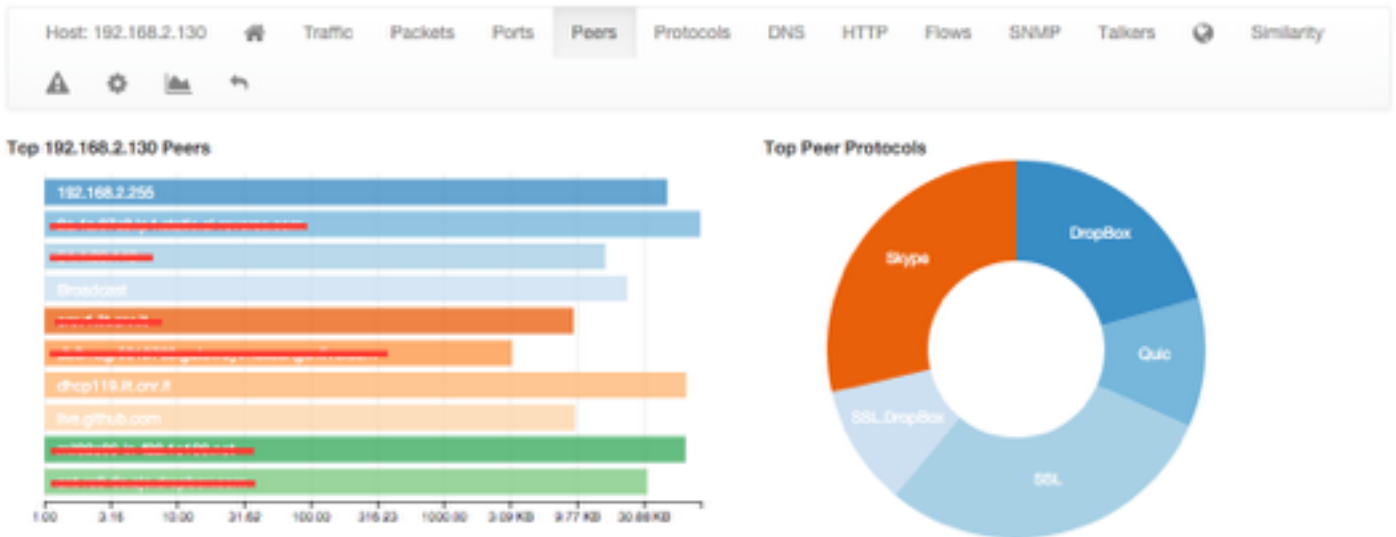 Host: 192.168.2.130 Traffic Packets Ports Peers Protocols DNS HTTP Flows SNMP Talkers Similarity
Top 192.168.2.130 Peers
192.168.2.255
Broadcast
dhcp119.iit.cnr.it
live.github.com
1.00 3.16 10.00 31.62 100.00 316.23 1000.00 3.09 KB 9.77 KB 30.88 KB
Top Peer Protocols
DropBox
Skype
Quic
SSL.DropBox
SSL